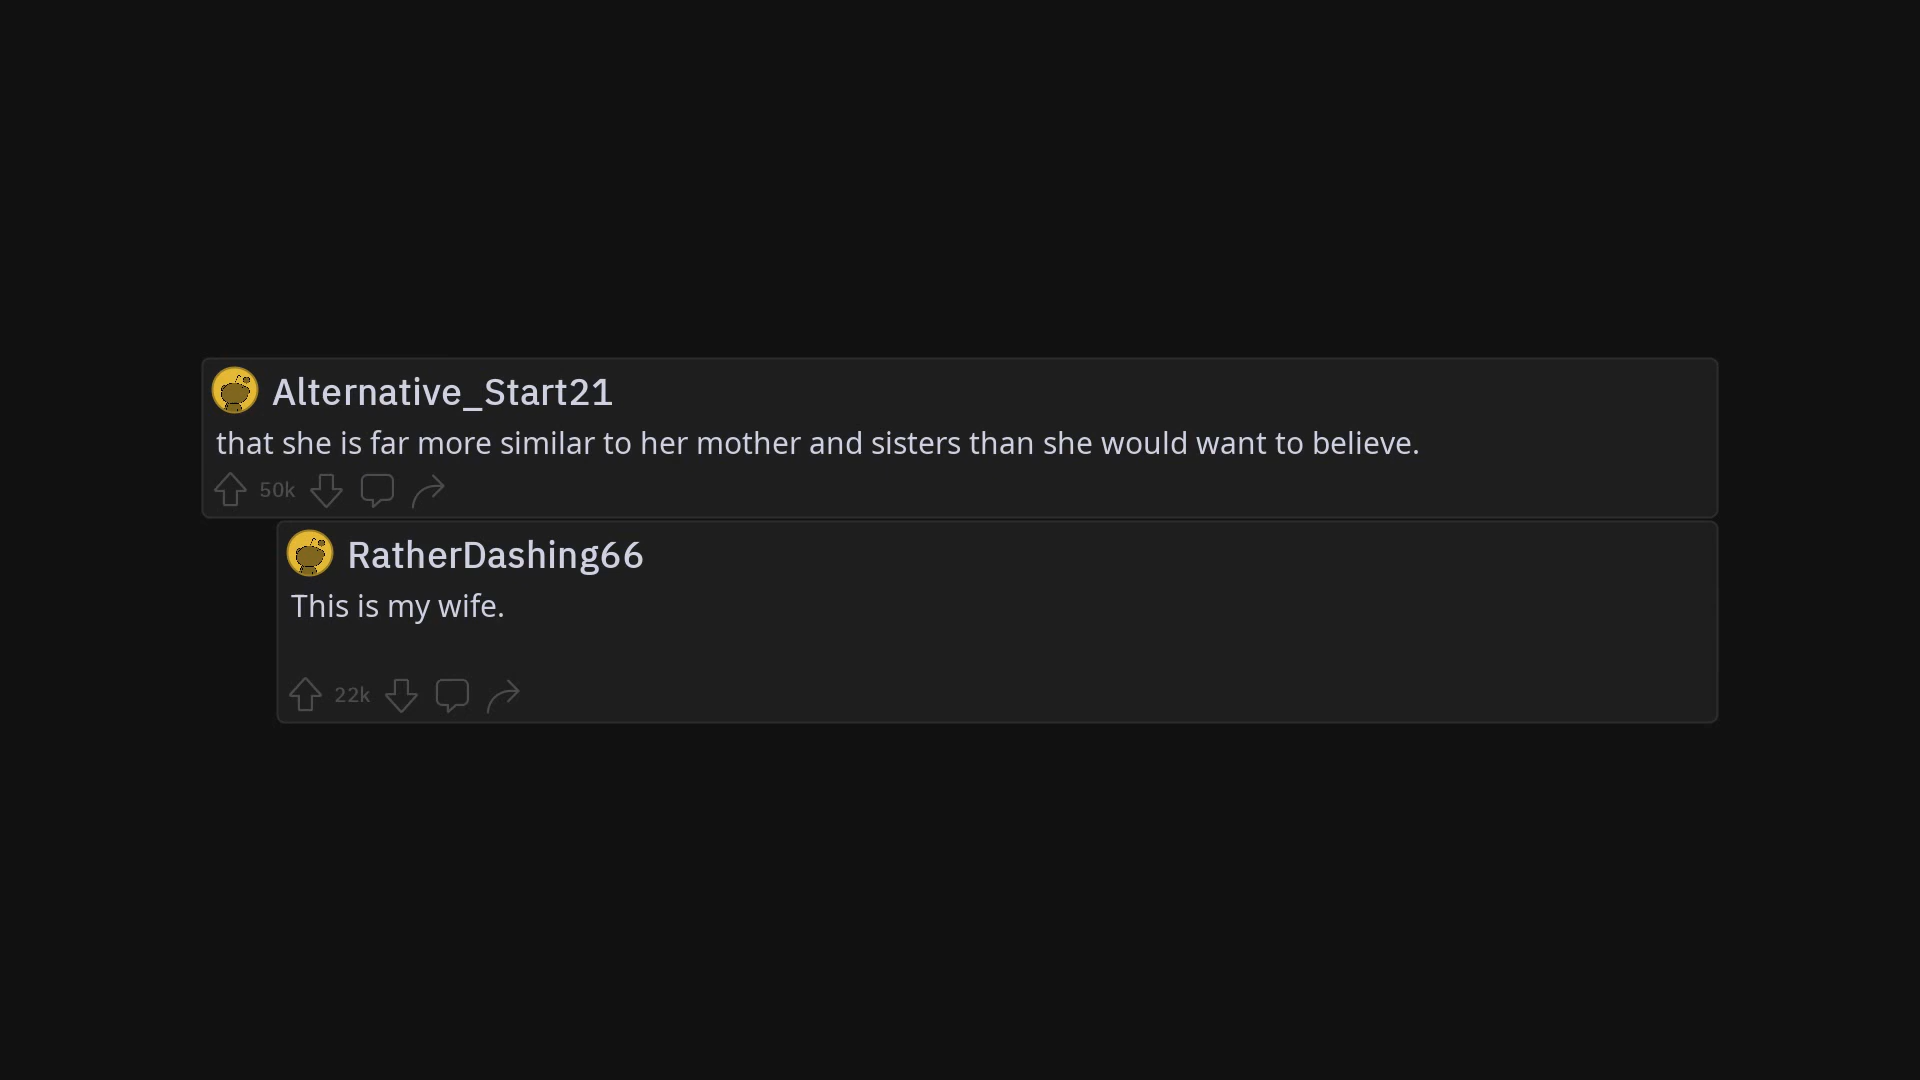 Alternative_Start21
that she is far more similar to her mother and sisters than she would want to believe.
50k
RatherDashing66
This is my wife.
22k